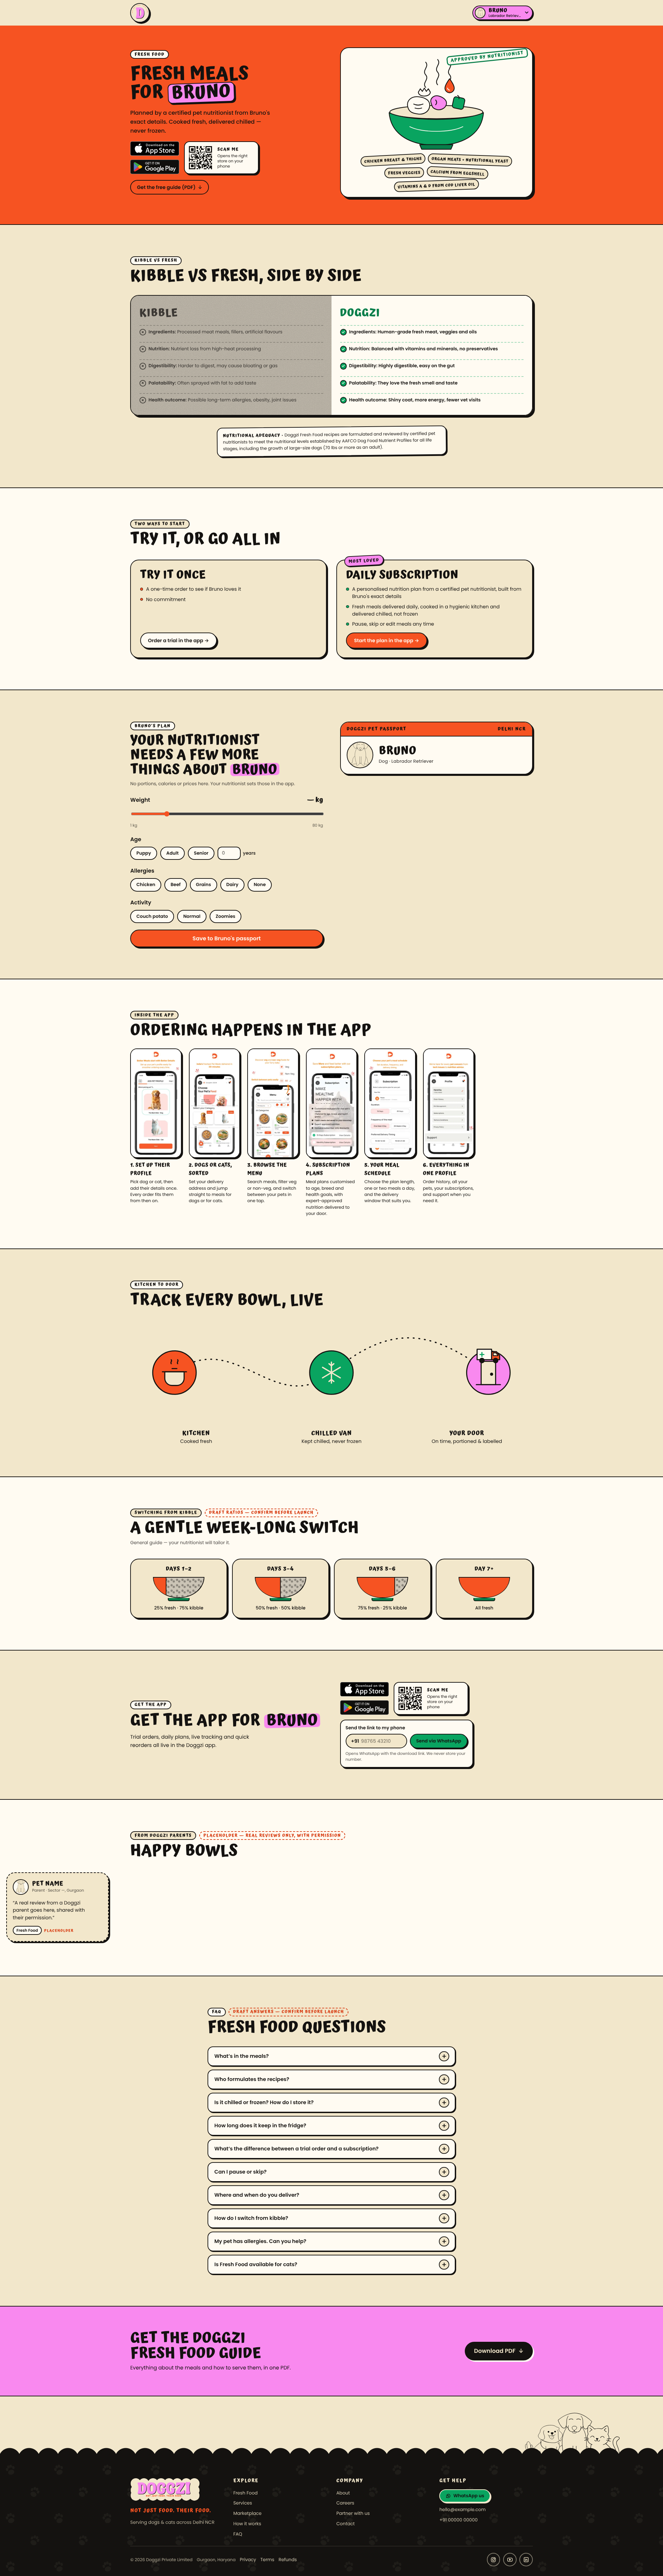 D
BRUNO
Labrador Retriev...
FRESH FOOD
FRESH MEALS
FOR BRUNO
Planned by a certified pet nutritionist from Bruno's
exact details. Cooked fresh, delivered chilled —
never frozen.
Download on the
App Store
GET IT ON
Google Play
SCAN ME
Opens the right
store on your
phone
Get the free guide (PDF) ↓
APPROVED BY NUTRITIONIST
CHICKEN BREAST & THIGHS
ORGAN MEATS · NUTRITIONAL YEAST
FRESH VEGGIES
CALCIUM FROM EGGSHELL
VITAMINS A & D FROM COD LIVER OIL
KIBBLE VS FRESH
KIBBLE VS FRESH, SIDE BY SIDE
KIBBLE
Ingredients: Processed meat meals, fillers, artificial flavours
Nutrition: Nutrient loss from high-heat processing
Digestibility: Harder to digest, may cause bloating or gas
Palatability: Often sprayed with fat to add taste
Health outcome: Possible long-term allergies, obesity, joint issues
DOGGZI
Ingredients: Human-grade fresh meat, veggies and oils
Nutrition: Balanced with vitamins and minerals, no preservatives
Digestibility: Highly digestible, easy on the gut
Palatability: They love the fresh smell and taste
Health outcome: Shiny coat, more energy, fewer vet visits
NUTRITIONAL ADEQUACY · Doggzi Fresh Food recipes are formulated and reviewed by certified pet
nutritionists to meet the nutritional levels established by AAFCO Dog Food Nutrient Profiles for all life
stages, including the growth of large-size dogs (70 lbs or more as an adult).
TWO WAYS TO START
TRY IT, OR GO ALL IN
TRY IT ONCE
A one-time order to see if Bruno loves it
No commitment
Order a trial in the app →
MOST LOVED
DAILY SUBSCRIPTION
A personalised nutrition plan from a certified pet nutritionist, built from
Bruno's exact details
Fresh meals delivered daily, cooked in a hygienic kitchen and
delivered chilled, not frozen
Pause, skip or edit meals any time
Start the plan in the app →
BRUNO'S PLAN
YOUR NUTRITIONIST
NEEDS A FEW MORE
THINGS ABOUT BRUNO
No portions, calories or prices here. Your nutritionist sets those in the app.
Weight
— kg
1 kg
80 kg
Age
Puppy
Adult
Senior
0
years
Allergies
Chicken
Beef
Grains
Dairy
None
Activity
Couch potato
Normal
Zoomies
Save to Bruno's passport
DOGGZI PET PASSPORT
DELHI NCR
BRUNO
Dog · Labrador Retriever
INSIDE THE APP
ORDERING HAPPENS IN THE APP
1. SET UP THEIR
PROFILE
Pick dog or cat, then
add their details once.
Every order fits them
from then on.
2. DOGS OR CATS,
SORTED
Set your delivery
address and jump
straight to meals for
dogs or for cats.
3. BROWSE THE
MENU
Search meals, filter veg
or non-veg, and switch
between your pets in
one tap.
4. SUBSCRIPTION
PLANS
Meal plans customised
to age, breed and
health goals, with
expert-approved
nutrition delivered to
your door.
5. YOUR MEAL
SCHEDULE
Choose the plan length,
one or two meals a day,
and the delivery
window that suits you.
6. EVERYTHING IN
ONE PROFILE
Order history, all your
pets, your subscriptions,
and support when you
need it.
KITCHEN TO DOOR
TRACK EVERY BOWL, LIVE
KITCHEN
Cooked fresh
CHILLED VAN
Kept chilled, never frozen
YOUR DOOR
On time, portioned & labelled
SWITCHING FROM KIBBLE
DRAFT RATIOS — CONFIRM BEFORE LAUNCH
A GENTLE WEEK-LONG SWITCH
General guide — your nutritionist will tailor it.
DAYS 1–2
25% fresh · 75% kibble
DAYS 3–4
50% fresh · 50% kibble
DAYS 5–6
75% fresh · 25% kibble
DAY 7+
All fresh
GET THE APP
GET THE APP FOR BRUNO
Trial orders, daily plans, live tracking and quick
reorders all live in the Doggzi app.
Download on the
App Store
GET IT ON
Google Play
SCAN ME
Opens the right
store on your
phone
Send the link to my phone
+91 98765 43210
Send via WhatsApp
Opens WhatsApp with the download link. We never store your
number.
FROM DOGGZI PARENTS
PLACEHOLDER — REAL REVIEWS ONLY, WITH PERMISSION
HAPPY BOWLS
PET NAME
Parent · Sector –, Gurgaon
"A real review from a Doggzi
parent goes here, shared with
their permission."
Fresh Food
PLACEHOLDER
FAQ
DRAFT ANSWERS — CONFIRM BEFORE LAUNCH
FRESH FOOD QUESTIONS
What's in the meals?
Who formulates the recipes?
Is it chilled or frozen? How do I store it?
How long does it keep in the fridge?
What's the difference between a trial order and a subscription?
Can I pause or skip?
Where and when do you deliver?
How do I switch from kibble?
My pet has allergies. Can you help?
Is Fresh Food available for cats?
GET THE DOGGZI
FRESH FOOD GUIDE
Everything about the meals and how to serve them, in one PDF.
Download PDF ↓
DOGGZI
NOT JUST FOOD. THEIR FOOD.
Serving dogs & cats across Delhi NCR
EXPLORE
Fresh Food
Services
Marketplace
How it works
FAQ
COMPANY
About
Careers
Partner with us
Contact
GET HELP
WhatsApp us
hello@example.com
+91 00000 00000
© 2025 Doggzi Private Limited · Gurgaon, Haryana
Privacy
Terms
Refunds